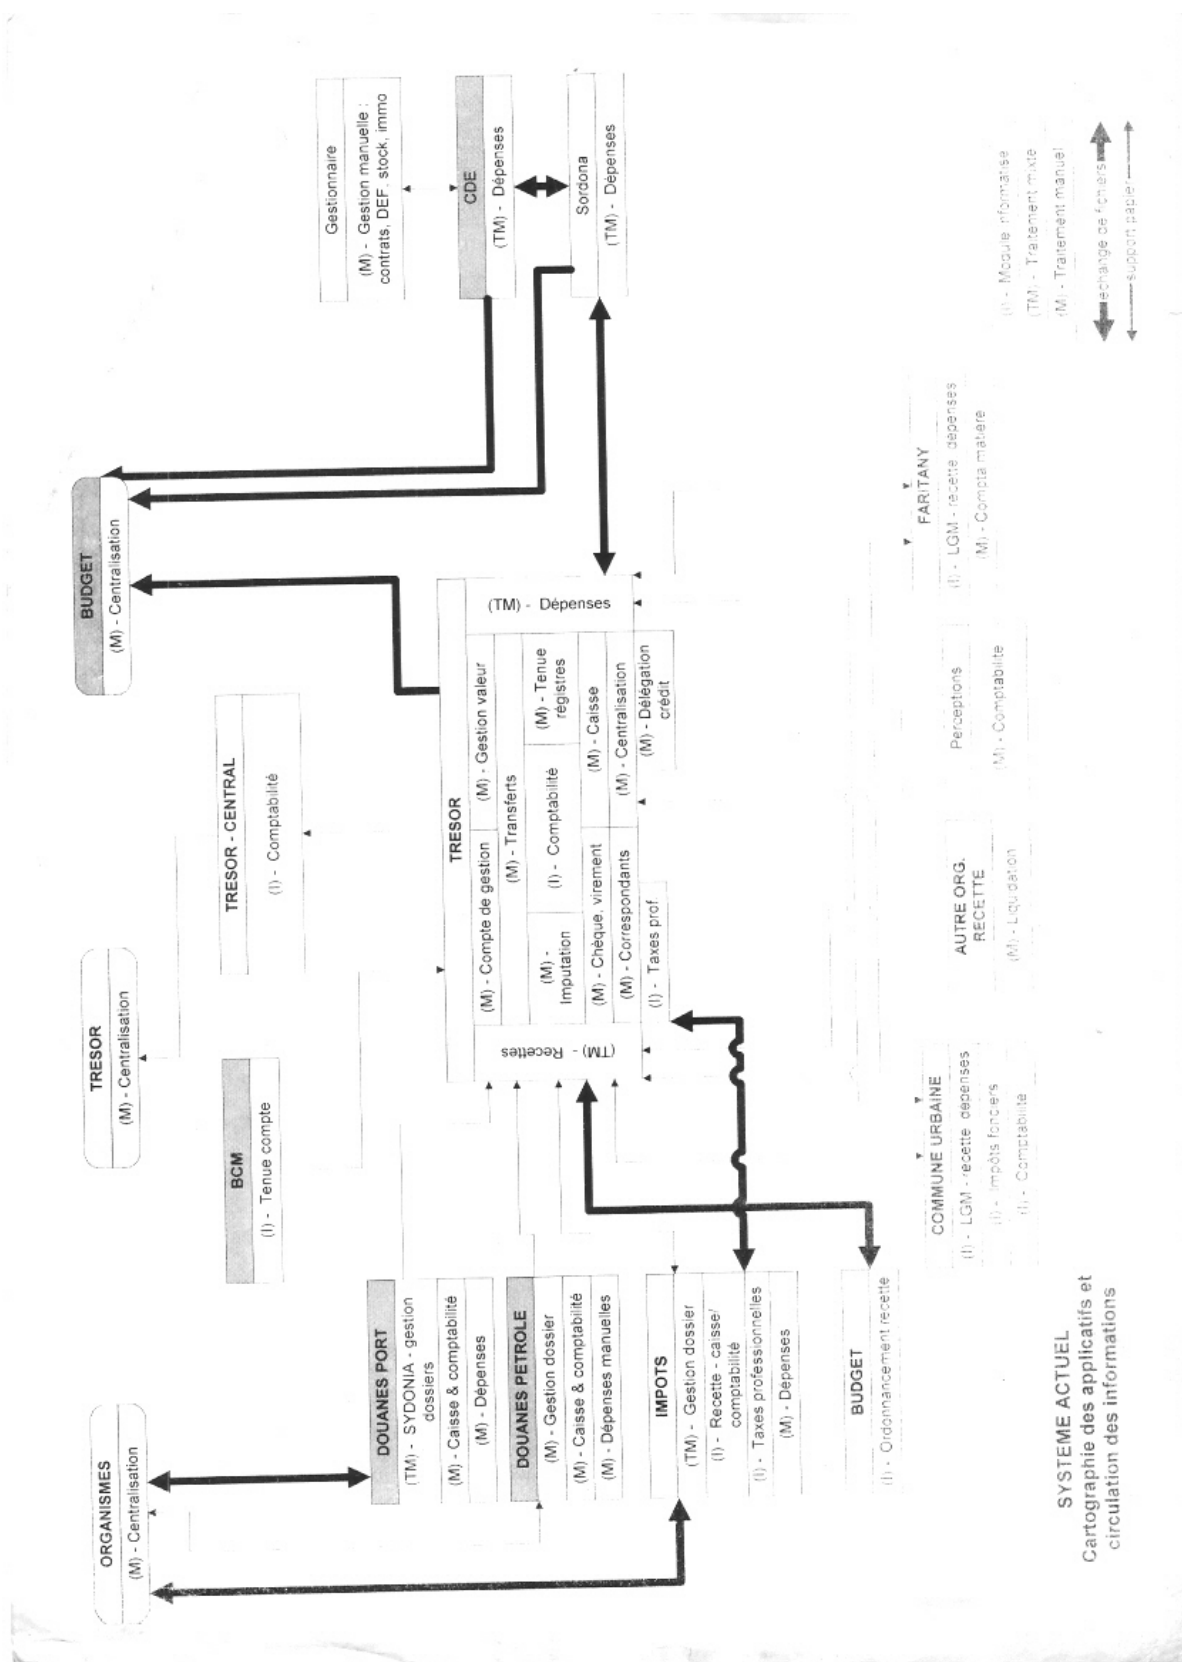 ORGANISMES
(M) - Centralisation
TRESOR
(M) - Centralisation
BUDGET
(M) - Centralisation
BCM
(I) - Tenue compte
TRESOR - CENTRAL
(I) - Comptabilité
Gestionnaire
(M) - Gestion manuelle :
contrats, DEF, stock, immo
CDE
(TM) - Dépenses
Sordona
(TM) - Dépenses
DOUANES PORT
(TM) - SYDONIA - gestion
dossiers
(M) - Caisse & comptabilité
(M) - Dépenses
DOUANES PETROLE
(M) - Gestion dossier
(M) - Caisse & comptabilité
(M) - Dépenses manuelles
IMPOTS
(TM) - Gestion dossier
(I) - Recette - caisse/
comptabilité
(I) - Taxes professionnelles
(M) - Dépenses
BUDGET
(I) - Ordonnancement recette
TRESOR
(TM) - Recettes
(M) - Compte de gestion
(M) - Gestion valeur
(M) - Transferts
(M) -
Imputation
(I) - Comptabilité
(M) - Tenue
régistres
(M) - Chèque, virement
(M) - Caisse
(M) - Correspondants
(M) - Centralisation
(I) - Taxes prof.
(M) - Délégation
crédit
(TM) - Dépenses
COMMUNE URBAINE
(I) - LGM - recette dépenses
(I) - Impôts fonciers
(I) - Comptabilité
AUTRE ORG.
RECETTE
(M) - Liquidation
Perceptions
(M) - Comptabilité
FARITANY
(I) - LGM - recette dépenses
(M) - Compta matière
(I) - Module informatisé
(TM) - Traitement mixte
(M) - Traitement manuel
échange de fichiers
support papier
SYSTEME ACTUEL
Cartographie des applicatifs et
circulation des informations